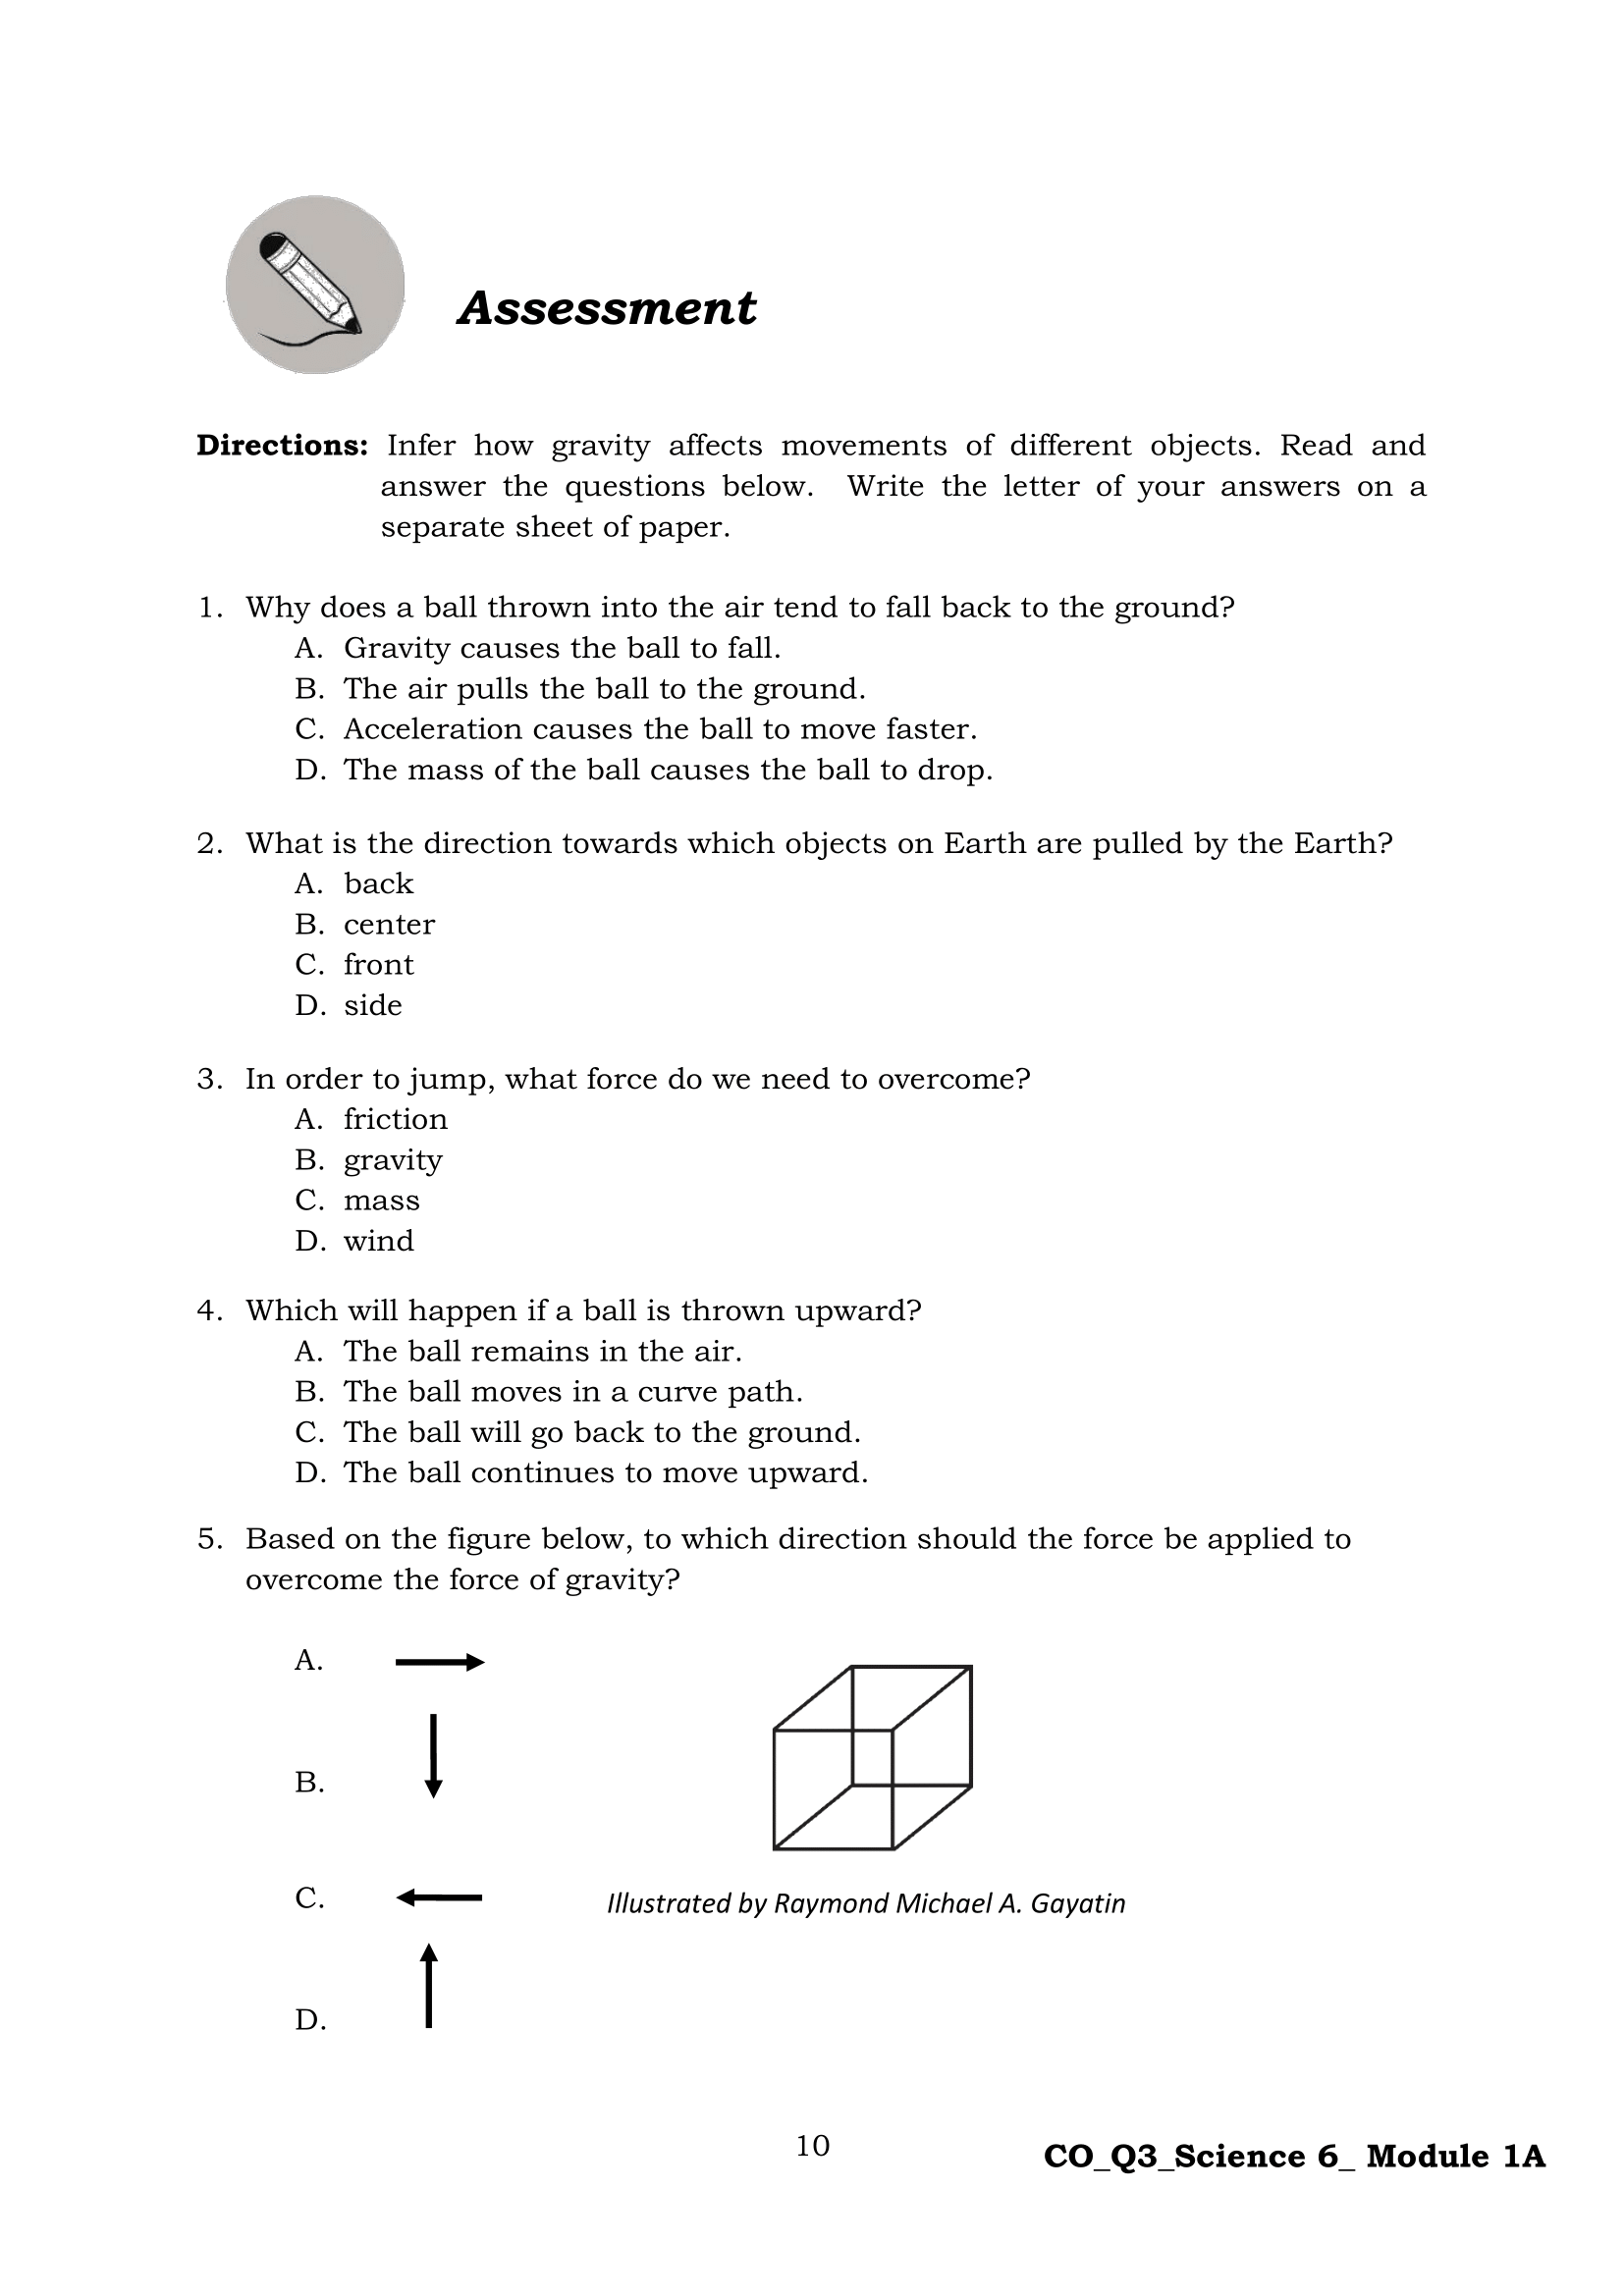 Assessment
Directions: Infer how gravity affects movements of different objects. Read and
answer the questions below. Write the letter of your answers on a
separate sheet of paper.
1. Why does a ball thrown into the air tend to fall back to the ground?
A. Gravity causes the ball to fall.
B. The air pulls the ball to the ground.
C. Acceleration causes the ball to move faster.
D. The mass of the ball causes the ball to drop.
2. What is the direction towards which objects on Earth are pulled by the Earth?
A. back
B. center
C. front
D. side
3. In order to jump, what force do we need to overcome?
A. friction
B. gravity
C. mass
D. wind
4. Which will happen if a ball is thrown upward?
A. The ball remains in the air.
B. The ball moves in a curve path.
C. The ball will go back to the ground.
D. The ball continues to move upward.
5. Based on the figure below, to which direction should the force be applied to
overcome the force of gravity?
A.
B.
C.
Illustrated by Raymond Michael A. Gayatin
D.
10
CO_Q3_Science 6_ Module 1A